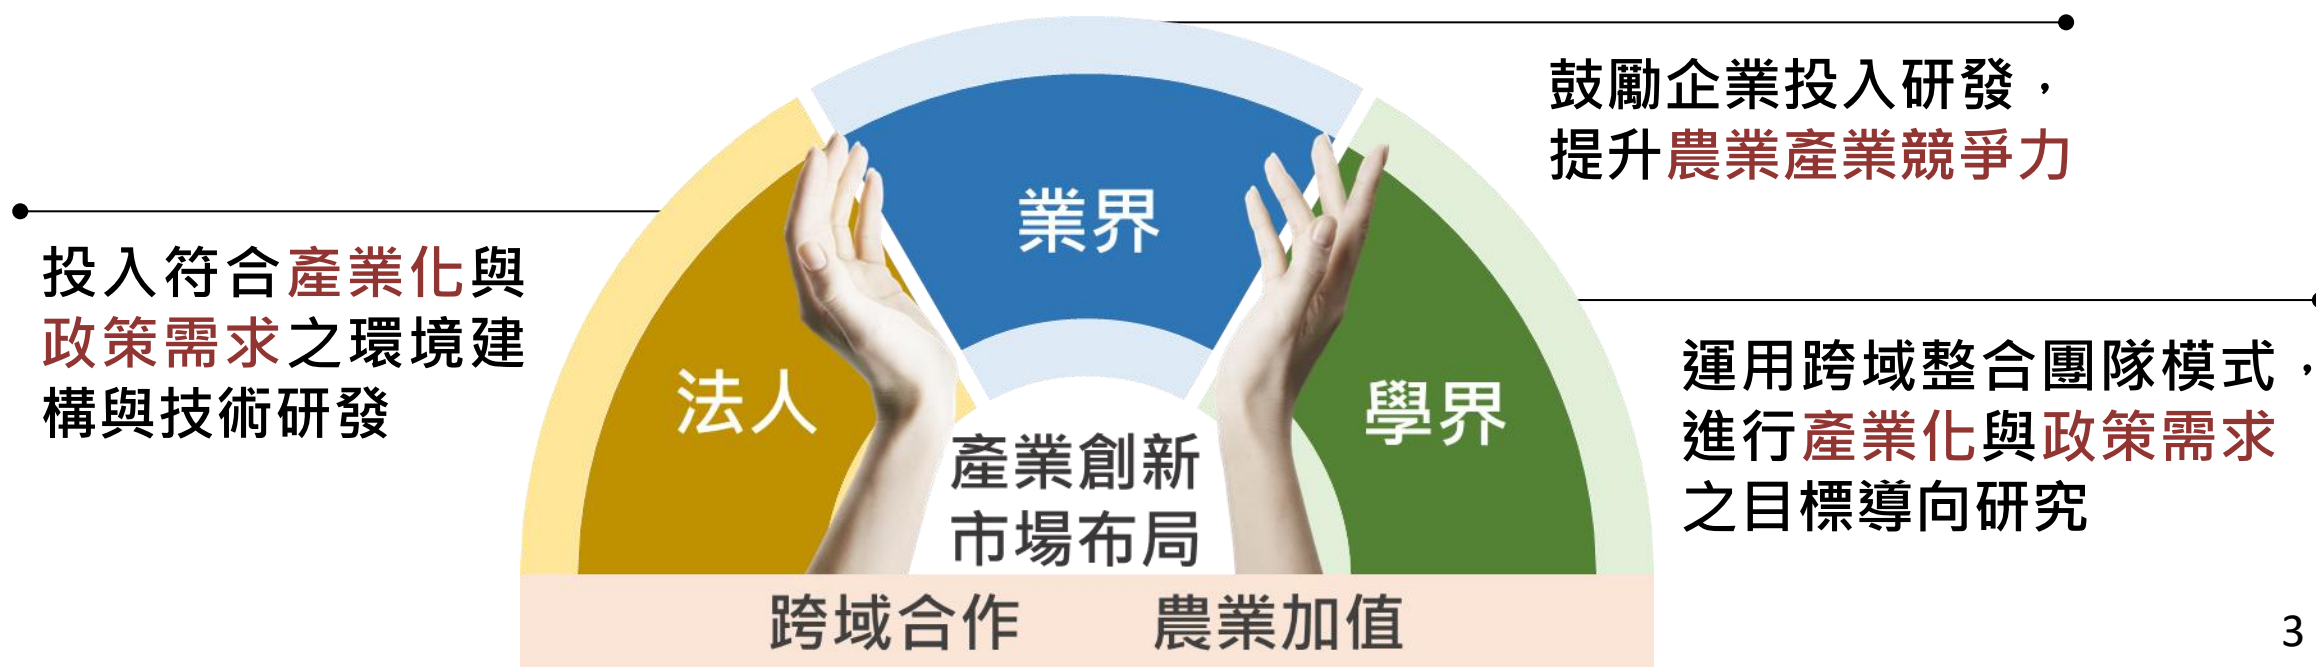 鼓勵企業投入研發，
提升農業產業競爭力
業界
投入符合產業化與
政策需求之環境建
構與技術研發
法人
學界
運用跨域整合團隊模式，
進行產業化與政策需求
之目標導向研究
產業創新
市場布局
跨域合作 農業加值
3